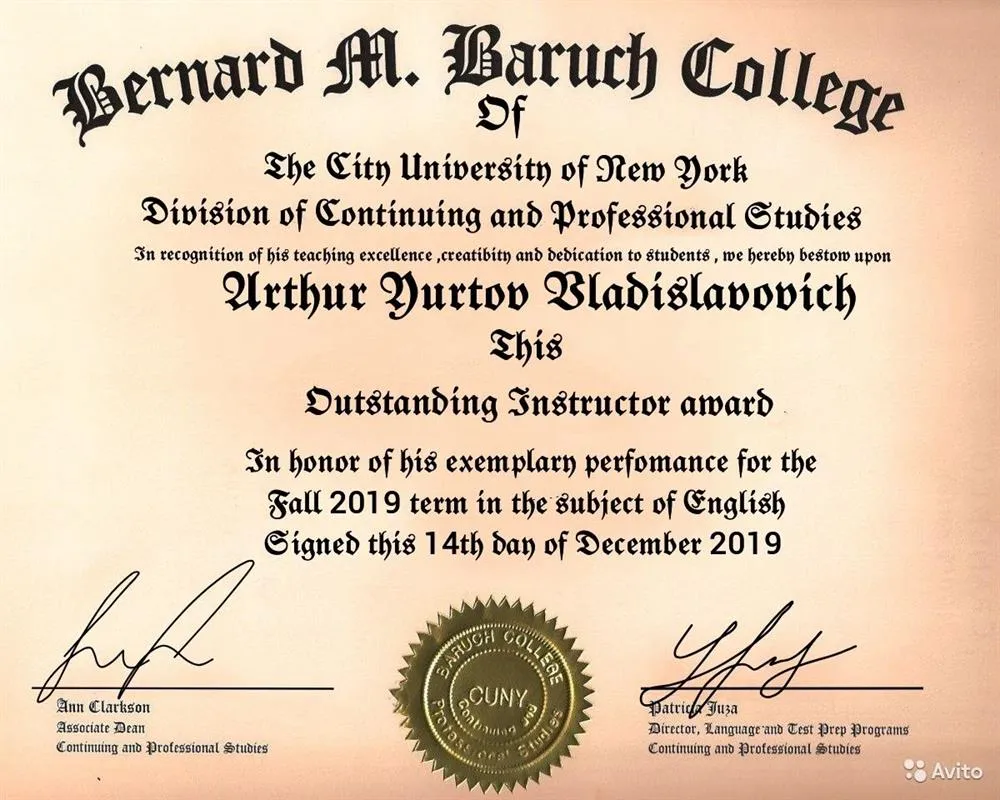 Bernard M. Baruch College
Of
The City University of New York
Division of Continuing and Professional Studies
In recognition of his teaching excellence ,creatibity and dedication to students , we hereby bestow upon
Arthur Yurtov Vladislavovich
This
Outstanding Instructor award
In honor of his exemplary perfomance for the
Fall 2019 term in the subject of English
Signed this 14th day of December 2019
Ann Clarkson
Associate Dean
Continuing and Professional Studies
BARUCH COLLEGE
CUNY
Continuing and
Professional Studies
Patricia Juza
Director, Language and Test Prep Programs
Continuing and Professional Studies
Avito